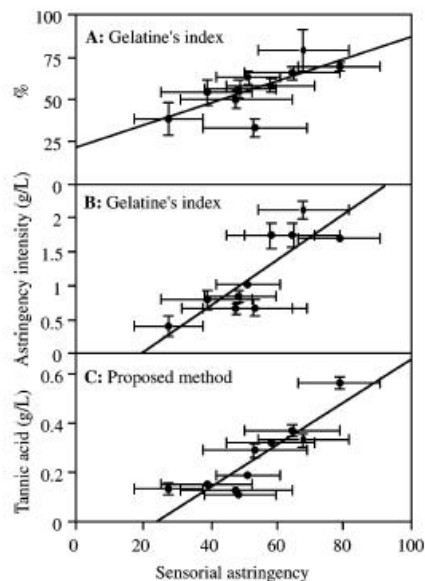 100
A: Gelatine's index
75
%
50
25
0
B: Gelatine's index
2
Astringency intensity (g/L)
1.5
1
0.5
0
C: Proposed method
0.6
Tannic acid (g/L)
0.4
0.2
0
0 20 40 60 80 100
Sensorial astringency